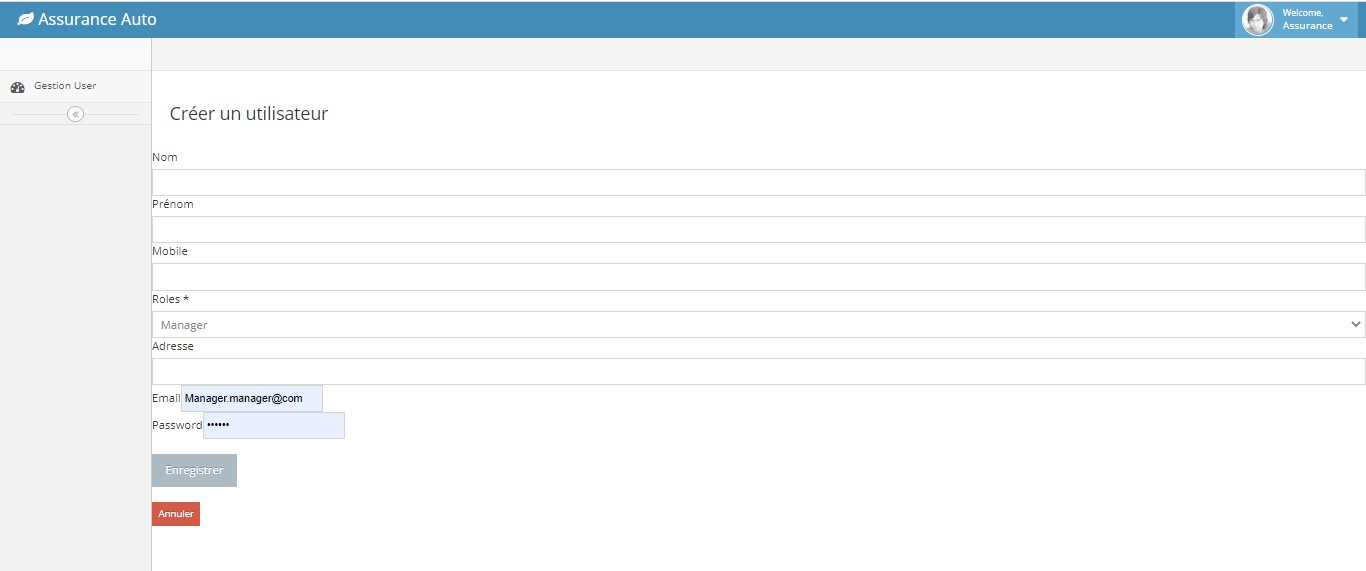 Assurance Auto
Welcome,
Assurance
Gestion User
Créer un utilisateur
Nom
Prénom
Mobile
Roles *
Manager
Adresse
Email Manager.manager@com
Password ••••••
Enregistrer
Annuler